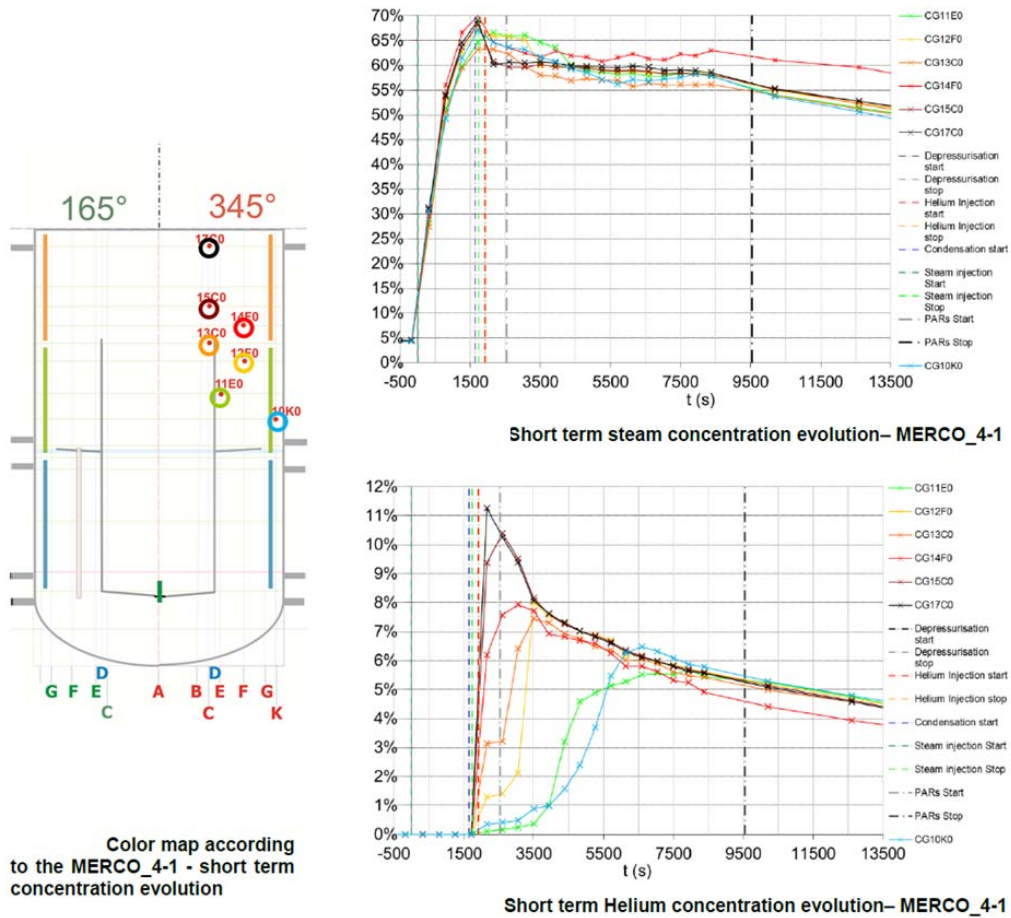 70%
65%
60%
55%
50%
45%
40%
35%
30%
25%
20%
15%
10%
5%
0%
-500 1500 3500 5500 7500 9500 11500 13500
t (s)
CG11E0
CG12F0
CG13C0
CG14F0
CG15C0
CG17C0
Depressurisation
start
Depressurisation
stop
Helium Injection
start
Helium Injection
stop
Condensation start
Steam injection
Start
Steam injection
Stop
PARs Start
PARs Stop
CG10K0
Short term steam concentration evolution– MERCO_4-1
165° 345°
17C0
15C0
14F0
13C0
12F0
11E0
10K0
D D
G F E A B E F G
C C K
Color map according
to the MERCO_4-1 - short term
concentration evolution
12%
11%
10%
9%
8%
7%
6%
5%
4%
3%
2%
1%
0%
-500 1500 3500 5500 7500 9500 11500 13500
t (s)
CG11E0
CG12F0
CG13C0
CG14F0
CG15C0
CG17C0
Depressurisation
start
Depressurisation
stop
Helium Injection start
Helium Injection stop
Condensation start
Steam injection Start
Steam injection Stop
PARs Start
PARs Stop
CG10K0
Short term Helium concentration evolution– MERCO_4-1